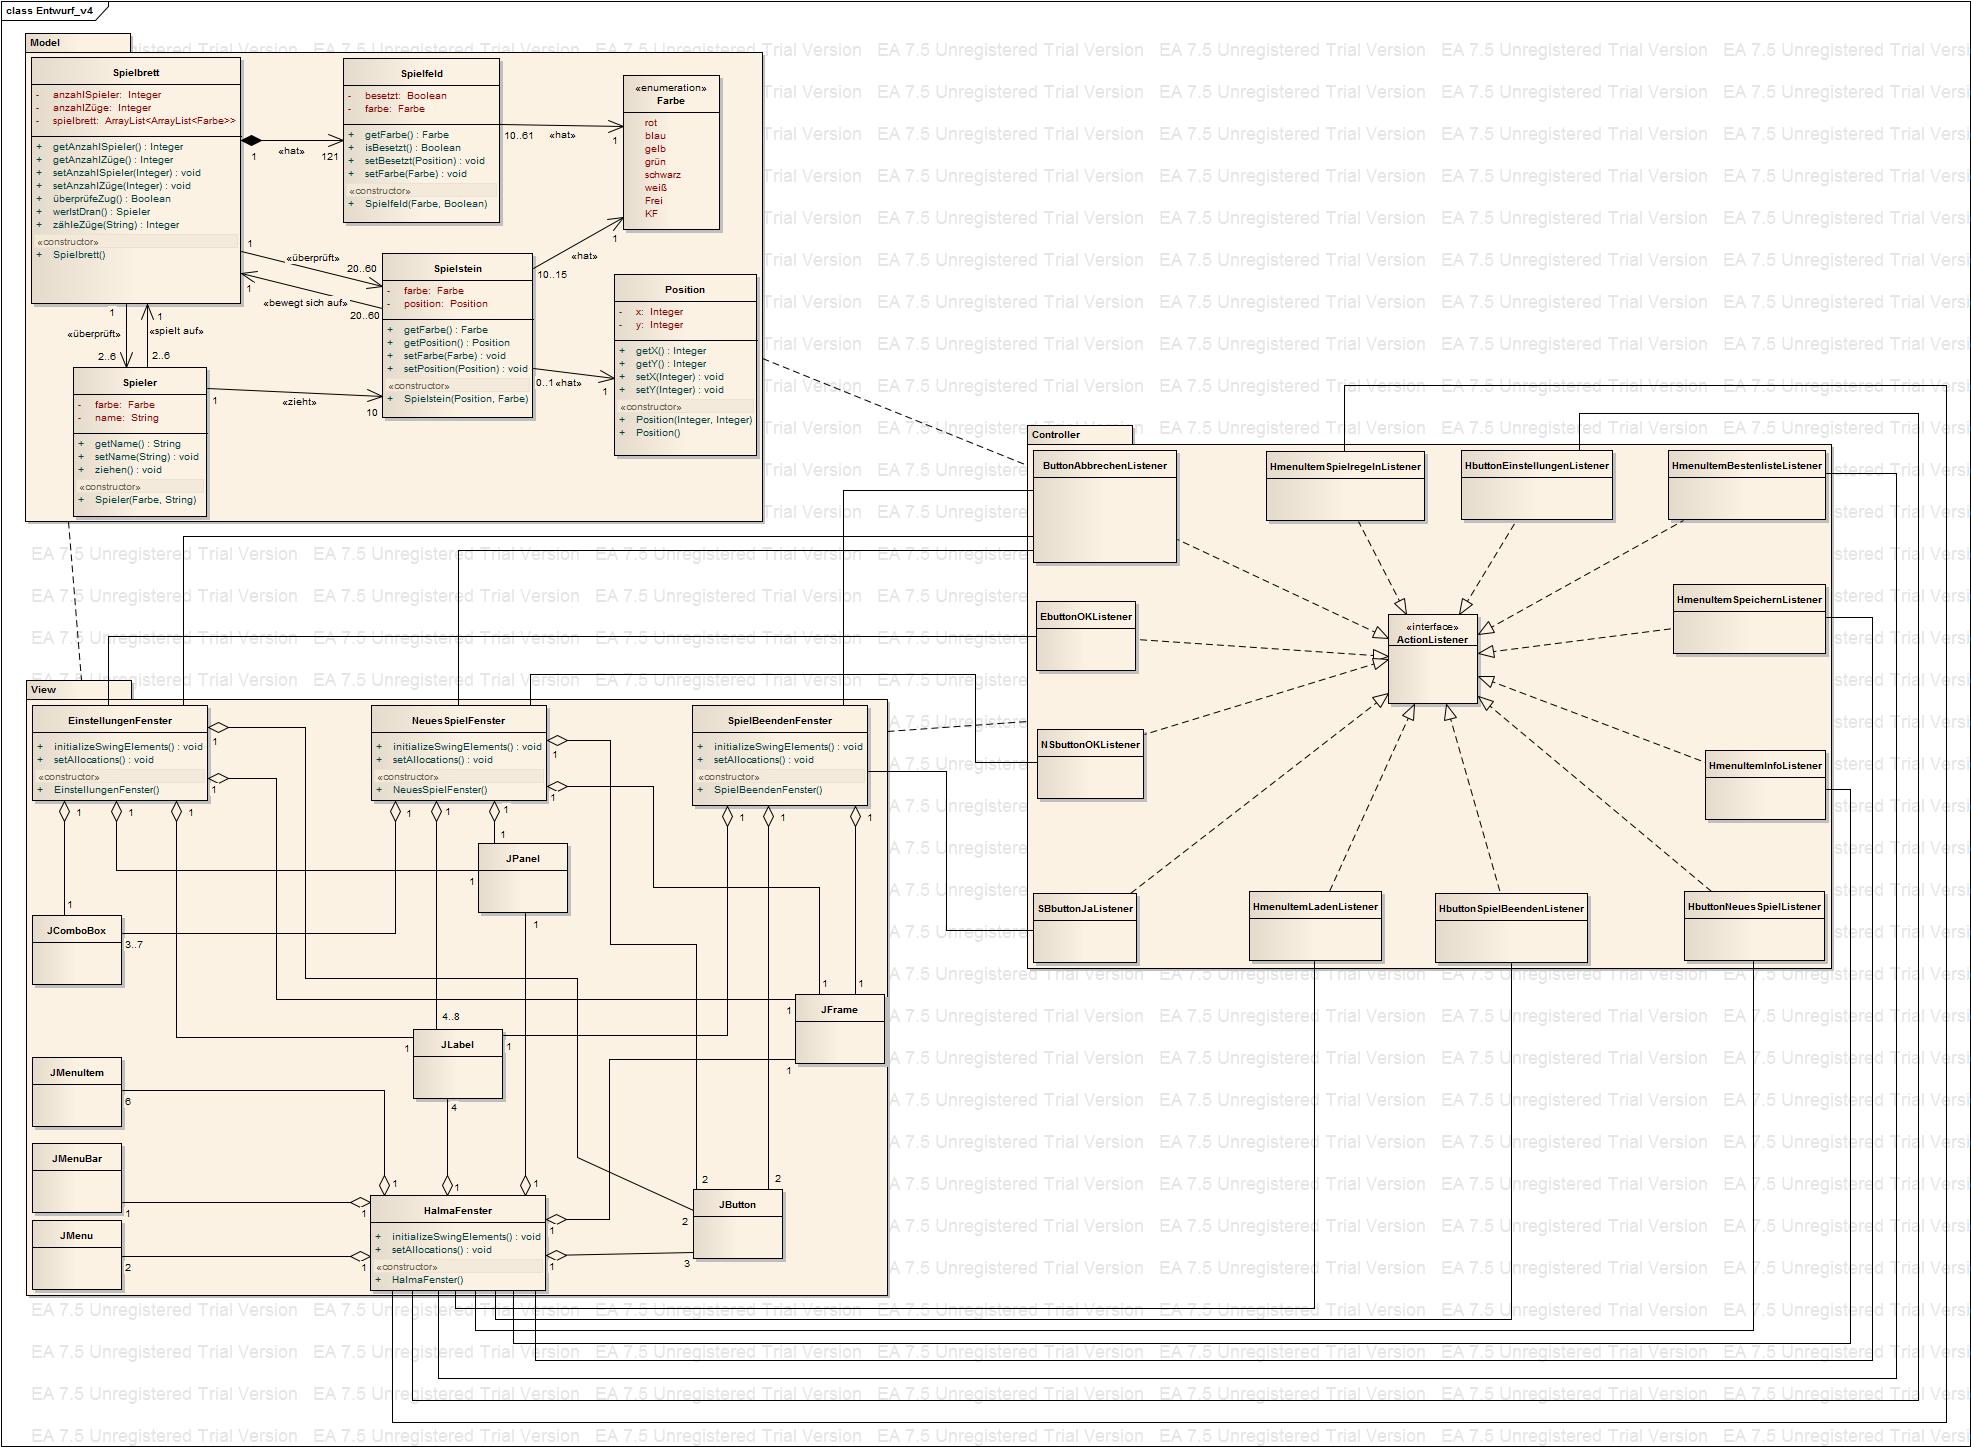 class Entwurf_v4
EA 7.5 Unregistered Trial Version
Model
Spielbrett
- anzahlSpieler: Integer
- anzahlZüge: Integer
- spielbrett: ArrayList<ArrayList<Farbe>>
+ getAnzahlSpieler() : Integer
+ getAnzahlZüge() : Integer
+ setAnzahlSpieler(Integer) : void
+ setAnzahlZüge(Integer) : void
+ überprüfeZug() : Boolean
+ werIstDran() : Spieler
+ zähleZüge(String) : Integer
«constructor»
+ Spielbrett()
1
«hat»
121
Spielfeld
- besetzt: Boolean
- farbe: Farbe
+ getFarbe() : Farbe
+ isBesetzt() : Boolean
+ setBesetzt(Position) : void
+ setFarbe(Farbe) : void
«constructor»
+ Spielfeld(Farbe, Boolean)
10..61
«hat»
1
«enumeration»
Farbe
rot
blau
gelb
grün
schwarz
weiß
Frei
KF
1
«überprüft»
20..60
1
«bewegt sich auf»
20..60
Spielstein
- farbe: Farbe
- position: Position
+ getFarbe() : Farbe
+ getPosition() : Position
+ setFarbe(Farbe) : void
+ setPosition(Position) : void
«constructor»
+ Spielstein(Position, Farbe)
10..15
«hat»
1
0..1
«hat»
1
Position
- x: Integer
- y: Integer
+ getX() : Integer
+ getY() : Integer
+ setX(Integer) : void
+ setY(Integer) : void
«constructor»
+ Position(Integer, Integer)
+ Position()
1
«überprüft»
2..6
1
«spielt auf»
2..6
Spieler
- farbe: Farbe
- name: String
+ getName() : String
+ setName(String) : void
+ ziehen() : void
«constructor»
+ Spieler(Farbe, String)
1
«zieht»
10
Controller
ButtonAbbrechenListener
HmenuItemSpielregelnListener
HbuttonEinstellungenListener
HmenuItemBestenlisteListener
EbuttonOKListener
«interface»
ActionListener
HmenuItemSpeichernListener
NSbuttonOKListener
HmenuItemInfoListener
SBbuttonJaListener
HmenuItemLadenListener
HbuttonSpielBeendenListener
HbuttonNeuesSpielListener
View
EinstellungenFenster
+ initializeSwingElements() : void
+ setAllocations() : void
«constructor»
+ EinstellungenFenster()
1
1
1
1
1
NeuesSpielFenster
+ initializeSwingElements() : void
+ setAllocations() : void
«constructor»
+ NeuesSpielFenster()
1
1
1
1
1
SpielBeendenFenster
+ initializeSwingElements() : void
+ setAllocations() : void
«constructor»
+ SpielBeendenFenster()
1
1
1
1
JPanel
1
1
1
JComboBox
3..7
1
1
1
JFrame
1
4..8
JLabel
1
1
4
JMenuItem
6
JMenuBar
1
JMenu
2
1
1
1
1
1
HalmaFenster
+ initializeSwingElements() : void
+ setAllocations() : void
«constructor»
+ HalmaFenster()
1
1
2
2
JButton
2
3